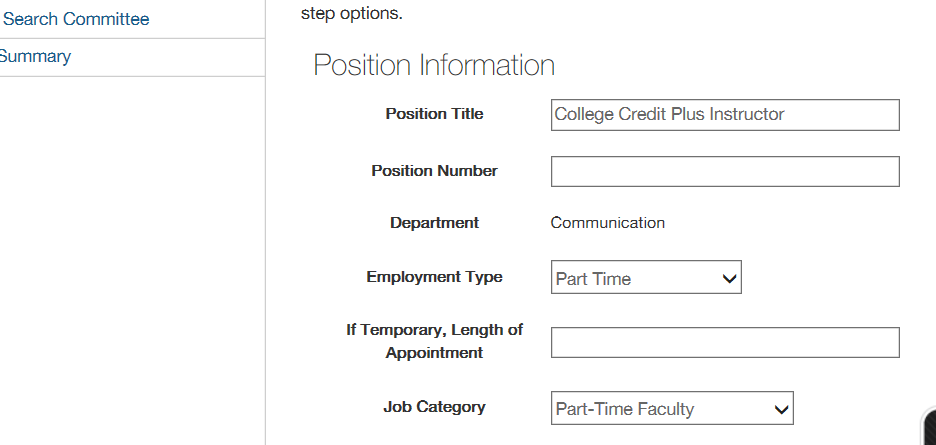 Search Committee
Summary
step options.
Position Information
Position Title College Credit Plus Instructor
Position Number
Department Communication
Employment Type Part Time
If Temporary, Length of
Appointment
Job Category Part-Time Faculty